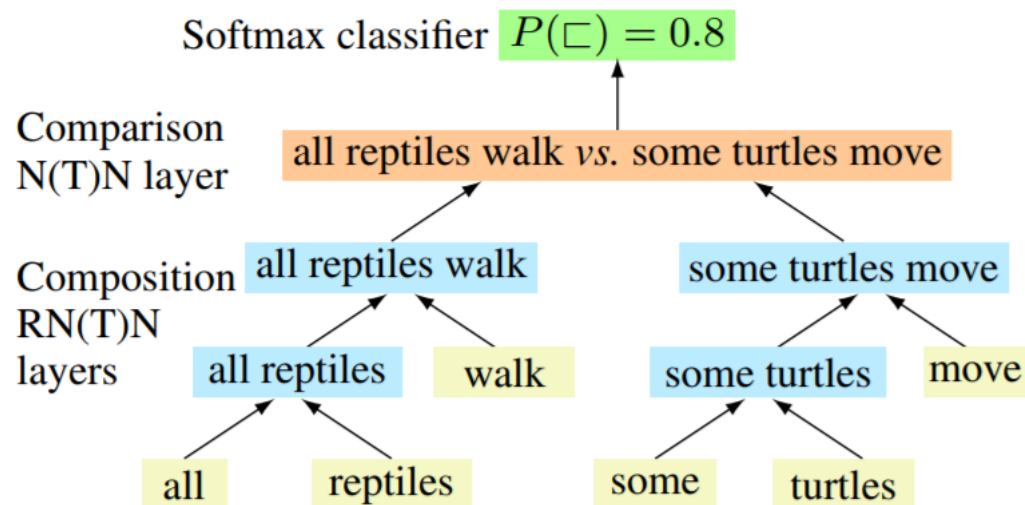 Softmax classifier P(⊏) = 0.8
Comparison
N(T)N layer
all reptiles walk vs. some turtles move
Composition
RN(T)N
layers
all reptiles walk
some turtles move
all reptiles
walk
some turtles
move
all
reptiles
some
turtles